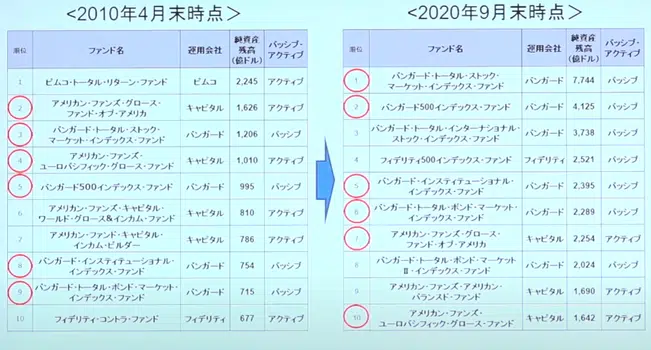 <2010年4月末時点>
順位 ファンド名 運用会社 純資産残高(億ドル) パッシブ・アクティブ
1 ピムコ・トータル・リターン・ファンド ピムコ 2,245 アクティブ
2 アメリカン・ファンズ・グロース・ファンド・オブ・アメリカ キャピタル 1,626 アクティブ
3 バンガード・トータル・ストック・マーケット・インデックス・ファンド バンガード 1,206 パッシブ
4 アメリカン・ファンズ・ユーロパシフィック・グロース・ファンド キャピタル 1,010 アクティブ
5 バンガード500インデックス・ファンド バンガード 995 パッシブ
6 アメリカン・ファンズ・キャピタル・ワールド・グロース&インカム・ファンド キャピタル 810 アクティブ
7 アメリカン・ファンド・キャピタル・インカム・ビルダー キャピタル 786 アクティブ
8 バンガード・インスティテューショナル・インデックス・ファンド バンガード 754 パッシブ
9 バンガード・トータル・ボンド・マーケット・インデックス・ファンド バンガード 715 パッシブ
10 フィデリティ・コントラ・ファンド フィデリティ 677 アクティブ
<2020年9月末時点>
順位 ファンド名 運用会社 純資産残高(億ドル) パッシブ・アクティブ
1 バンガード・トータル・ストック・マーケット・インデックス・ファンド バンガード 7,744 パッシブ
2 バンガード500インデックス・ファンド バンガード 4,125 パッシブ
3 バンガード・トータル・インターナショナル・ストック・インデックス・ファンド バンガード 3,738 パッシブ
4 フィデリティ500インデックス・ファンド フィデリティ 2,521 パッシブ
5 バンガード・インスティテューショナル・インデックス・ファンド バンガード 2,395 パッシブ
6 バンガード・トータル・ボンド・マーケット・インデックス・ファンド バンガード 2,289 パッシブ
7 アメリカン・ファンズ・グロース・ファンド・オブ・アメリカ キャピタル 2,254 アクティブ
8 バンガード・トータル・ボンド・マーケットⅡ・インデックス・ファンド バンガード 2,024 パッシブ
9 アメリカン・ファンズ・アメリカン・バランスド・ファンド キャピタル 1,690 アクティブ
10 アメリカン・ファンズ・ユーロパシフィック・グロース・ファンド キャピタル 1,642 アクティブ